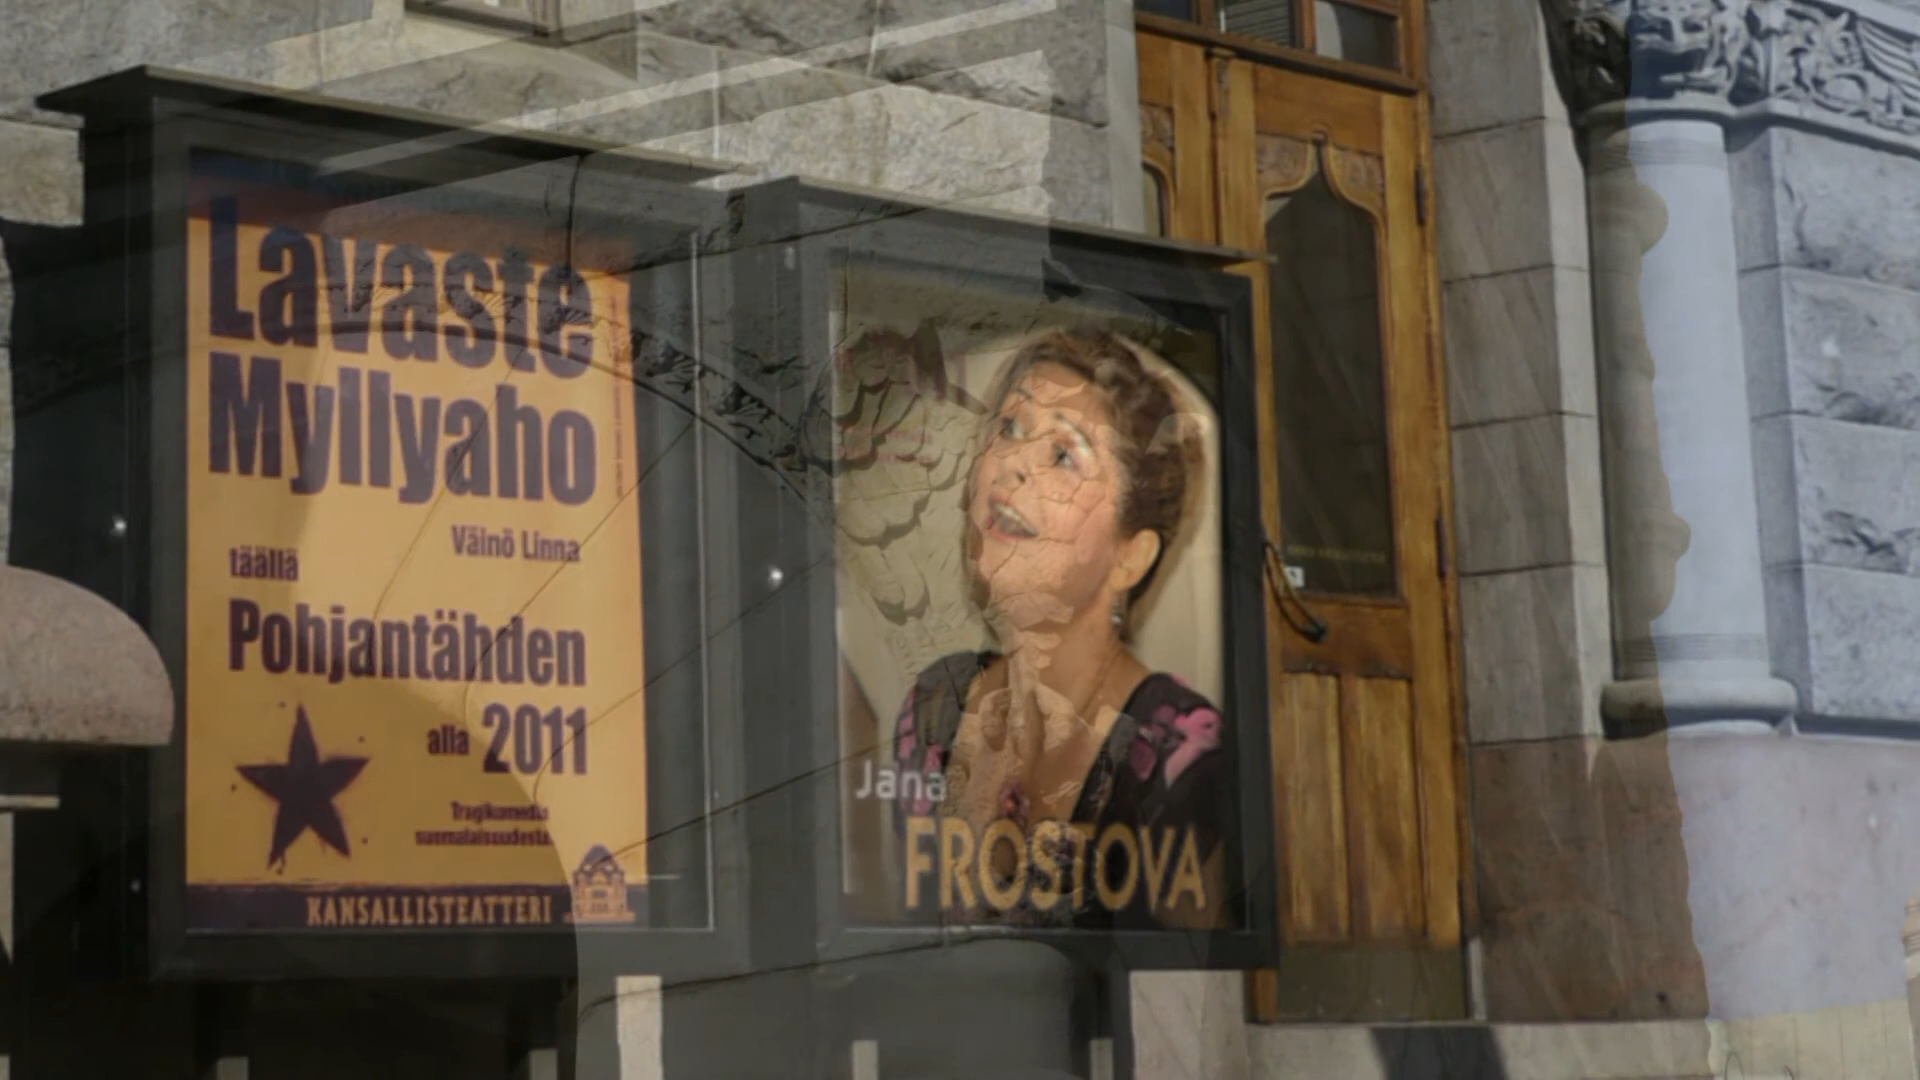 Lavaste
Myllyaho
Väinö Linna
täällä
Pohjantähden
alla 2011
Tragikomedia
suomalaisuudesta
KANSALLISTEATTERI
Jana
FROSTOVA